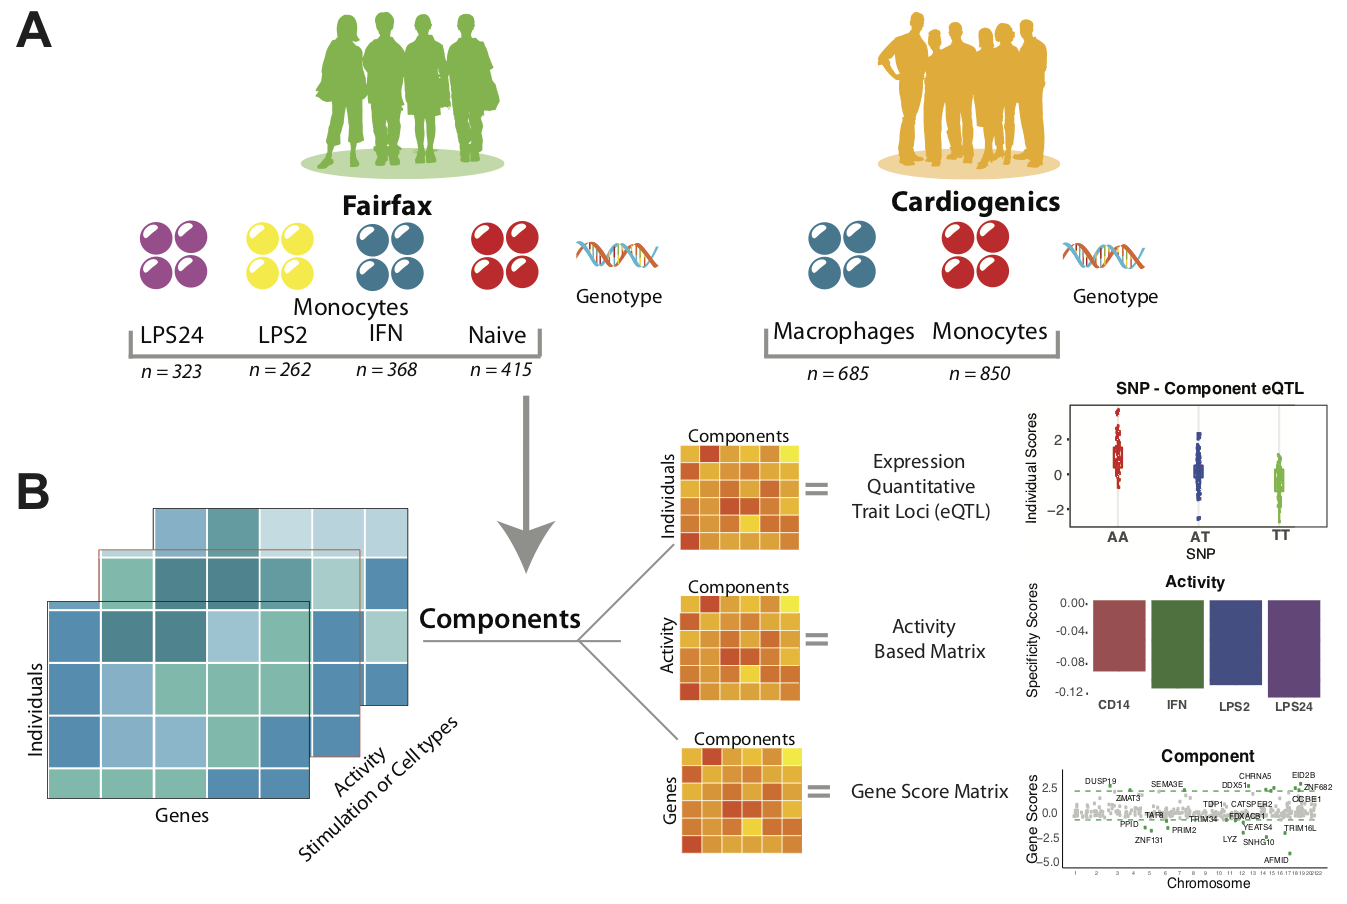 A
Fairfax
Monocytes
LPS24 LPS2 IFN Naive
n = 323 n = 262 n = 368 n = 415
Genotype
Cardiogenics
Macrophages Monocytes
n = 685 n = 850
Genotype
B
Individuals
Genes
Activity
Stimulation or Cell types
Components
Components
Individuals
=
Expression
Quantitative
Trait Loci (eQTL)
SNP - Component eQTL
Individual Scores
2
0
−2
AA AT TT
SNP
Components
Activity
=
Activity
Based Matrix
Activity
Specificity Scores
0.00
-0.04
-0.08
-0.12
CD14 IFN LPS2 LPS24
Components
Genes
=
Gene Score Matrix
Component
Gene Scores
2.5
0.0
−2.5
−5.0
DUSP19
ZMAT3
SEMA3E
DDX51
CHRNA5
EID2B
ZNF682
CCBE1
TDP1
CATSPER2
TAF8
TRIM34
FDXACB1
PPID
ZNF131
PRIM2
LYZ
YEATS4
SNHG10
TRIM16L
AFMID
1 2 3 4 5 6 7 8 9 10 11 12 13 14 15 16 17 18 19 20 21 22
Chromosome